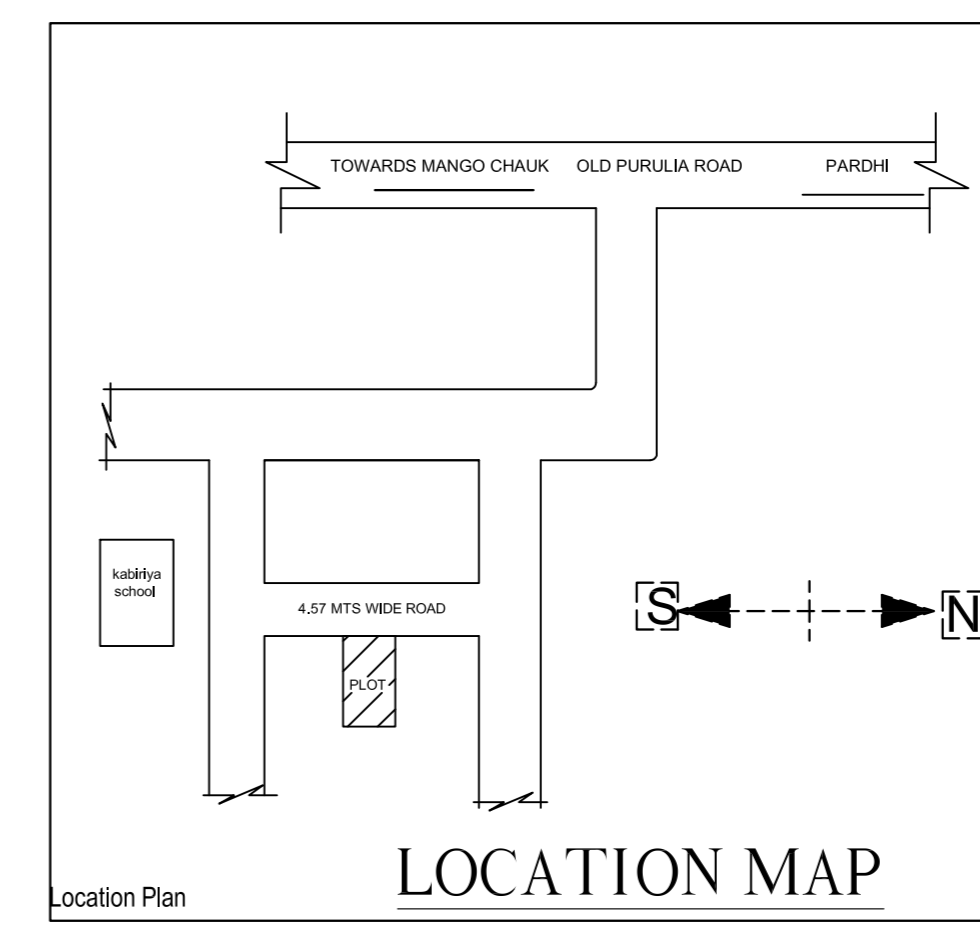 TOWARDS MANGO CHAUK OLD PURULIA ROAD PARDHI
kabiriya
school
4.57 MTS WIDE ROAD
S N
PLOT
LOCATION MAP
Location Plan